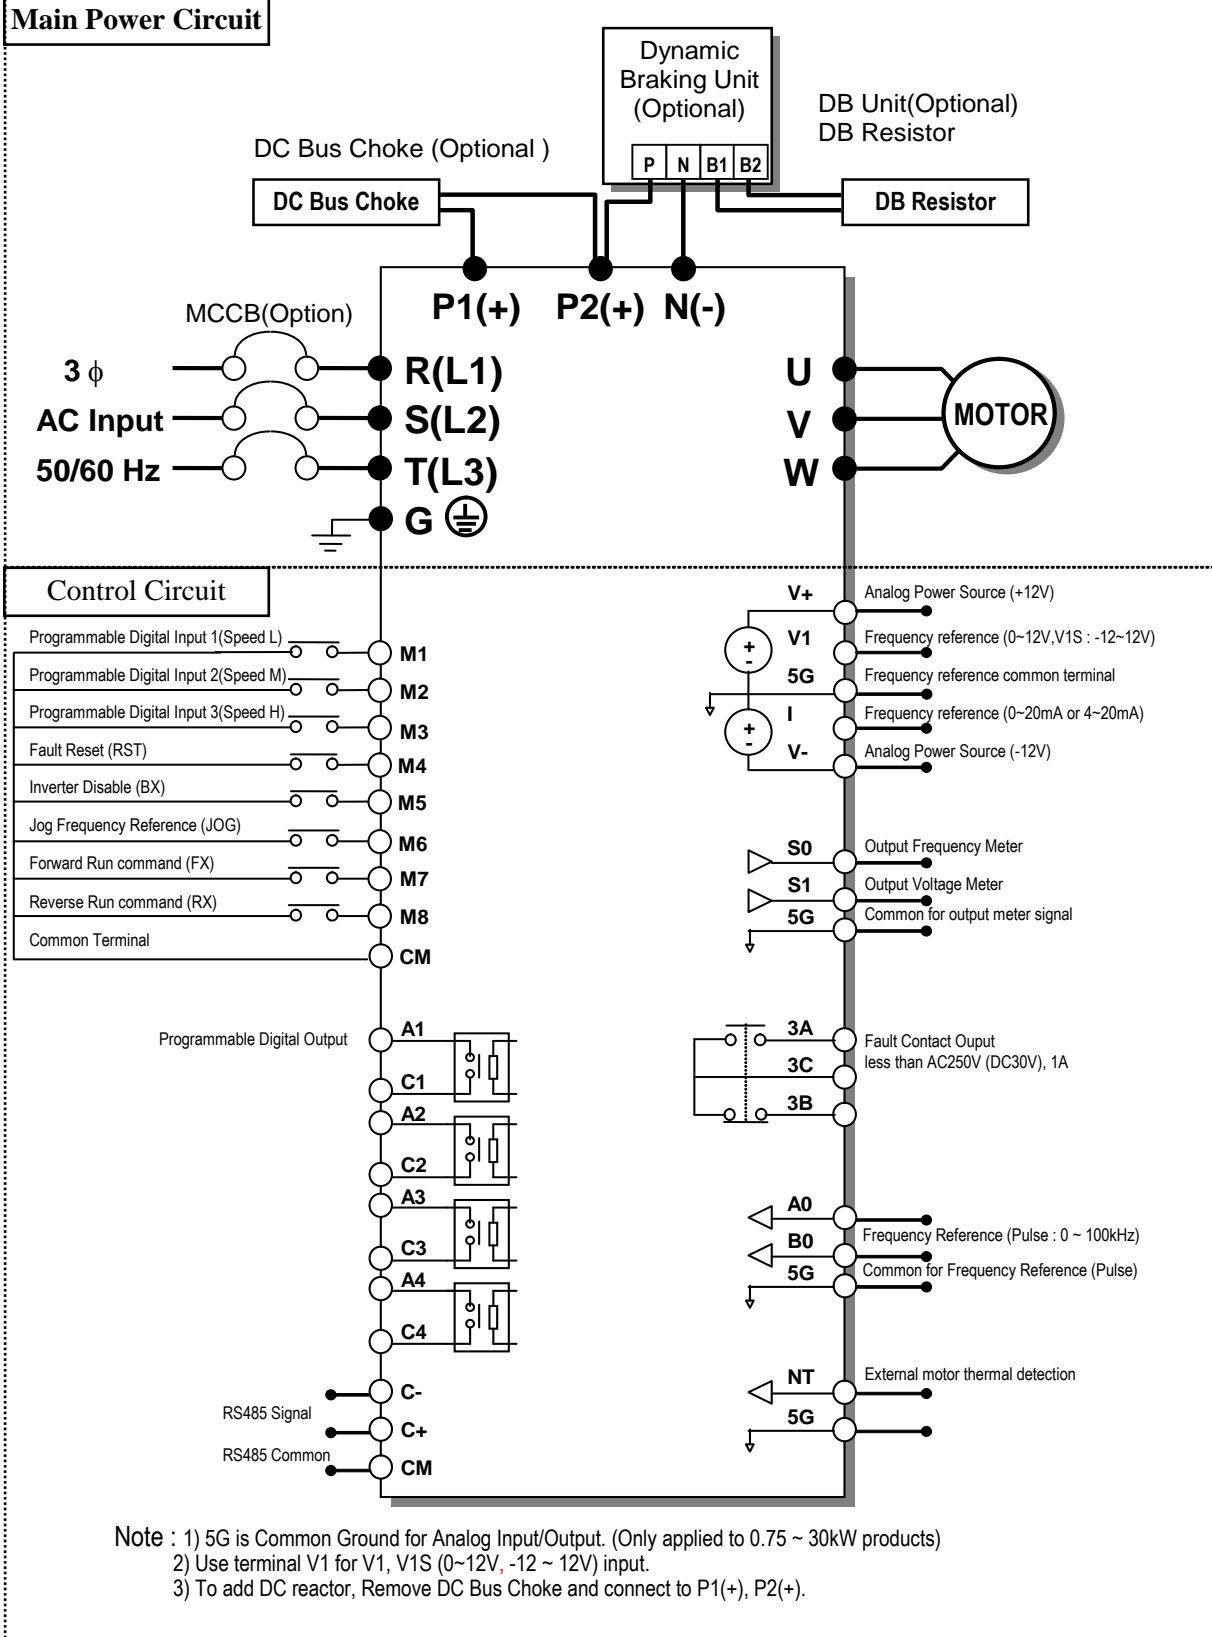 Main Power Circuit
Dynamic
Braking Unit
(Optional)
P N B1 B2
DB Unit(Optional)
DB Resistor
DC Bus Choke (Optional )
DC Bus Choke
DB Resistor
P1(+) P2(+) N(-)
MCCB(Option)
3 ϕ
R(L1)
U
AC Input
S(L2)
V
MOTOR
50/60 Hz
T(L3)
W
G
Control Circuit
Programmable Digital Input 1(Speed L)
M1
Programmable Digital Input 2(Speed M)
M2
Programmable Digital Input 3(Speed H)
M3
Fault Reset (RST)
M4
Inverter Disable (BX)
M5
Jog Frequency Reference (JOG)
M6
Forward Run command (FX)
M7
Reverse Run command (RX)
M8
Common Terminal
CM
V+
Analog Power Source (+12V)
V1
Frequency reference (0~12V,V1S : -12~12V)
+
-
5G
Frequency reference common terminal
I
Frequency reference (0~20mA or 4~20mA)
+
-
V-
Analog Power Source (-12V)
S0
Output Frequency Meter
S1
Output Voltage Meter
5G
Common for output meter signal
Programmable Digital Output
A1
C1
A2
C2
A3
C3
A4
C4
3A
Fault Contact Ouput
less than AC250V (DC30V), 1A
3C
3B
A0
Frequency Reference (Pulse : 0 ~ 100kHz)
B0
5G
Common for Frequency Reference (Pulse)
C-
RS485 Signal
C+
RS485 Common
CM
NT
External motor thermal detection
5G
Note : 1) 5G is Common Ground for Analog Input/Output. (Only applied to 0.75 ~ 30kW products)
2) Use terminal V1 for V1, V1S (0~12V, -12 ~ 12V) input.
3) To add DC reactor, Remove DC Bus Choke and connect to P1(+), P2(+).